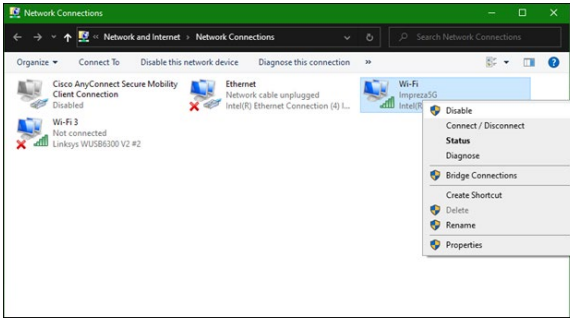 Network Connections
« Network and Internet › Network Connections
Search Network Connections
Organize
Connect To
Disable this network device
Diagnose this connection
»
Cisco AnyConnect Secure Mobility
Client Connection
Disabled
Ethernet
Network cable unplugged
Intel(R) Ethernet Connection (4) I...
Wi-Fi
Impreza5G
Intel(R)
Wi-Fi 3
Not connected
Linksys WUSB6300 V2 #2
Disable
Connect / Disconnect
Status
Diagnose
Bridge Connections
Create Shortcut
Delete
Rename
Properties